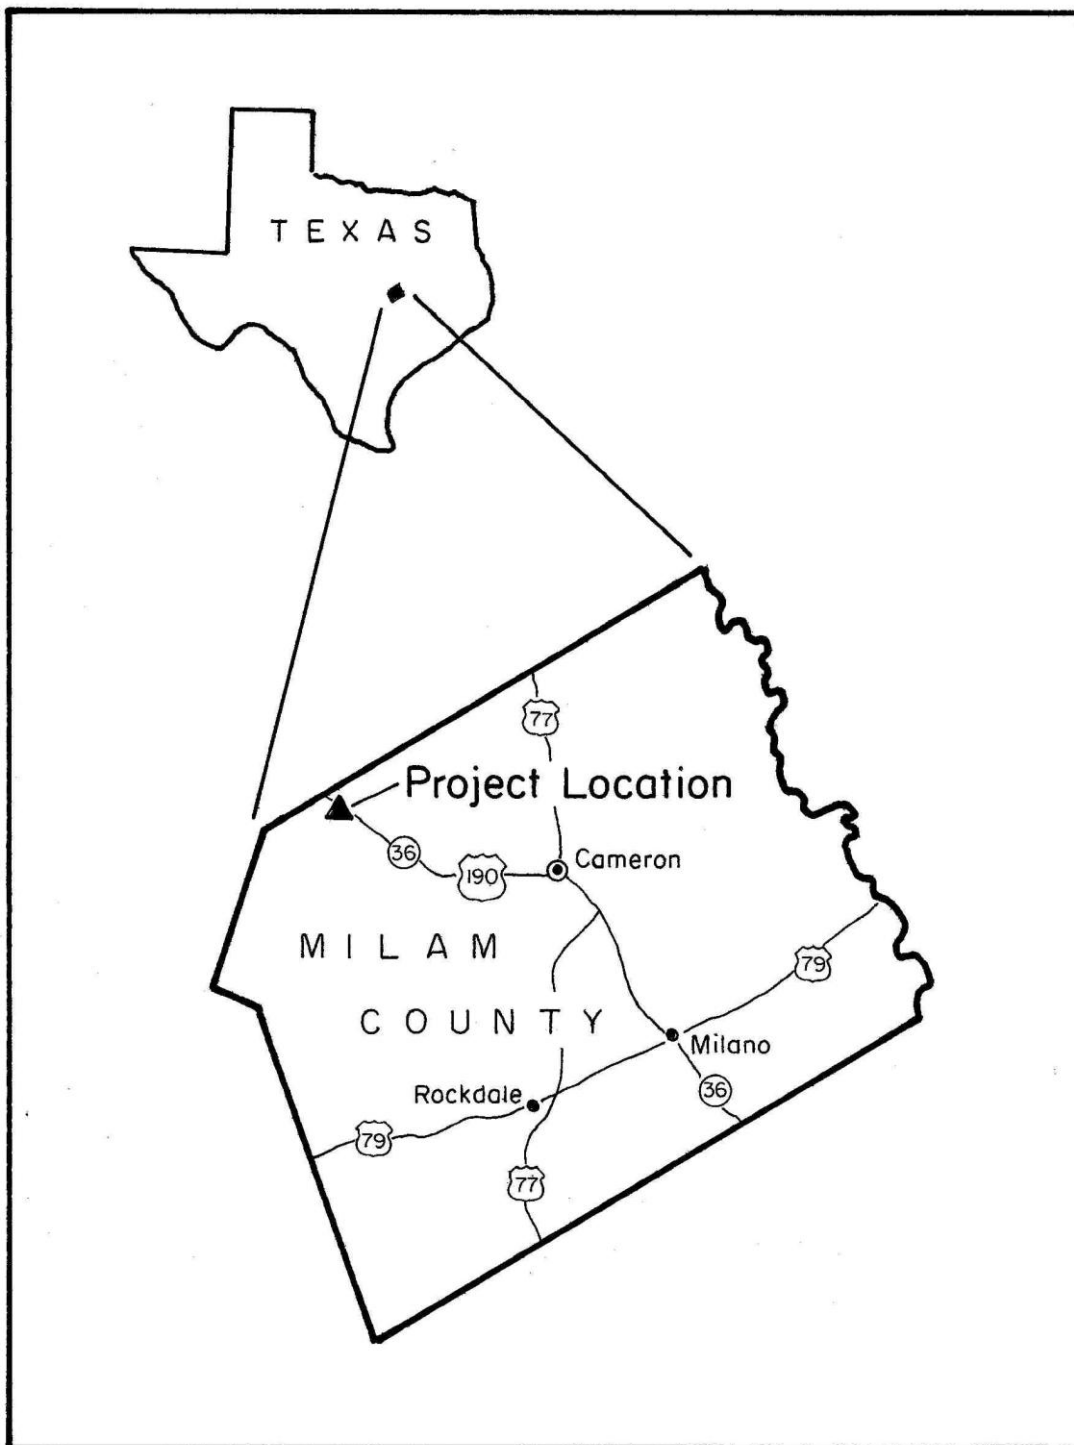 TEXAS
77
Project Location
36
190
Cameron
MILAM
79
COUNTY
Milano
Rockdale
36
79
77